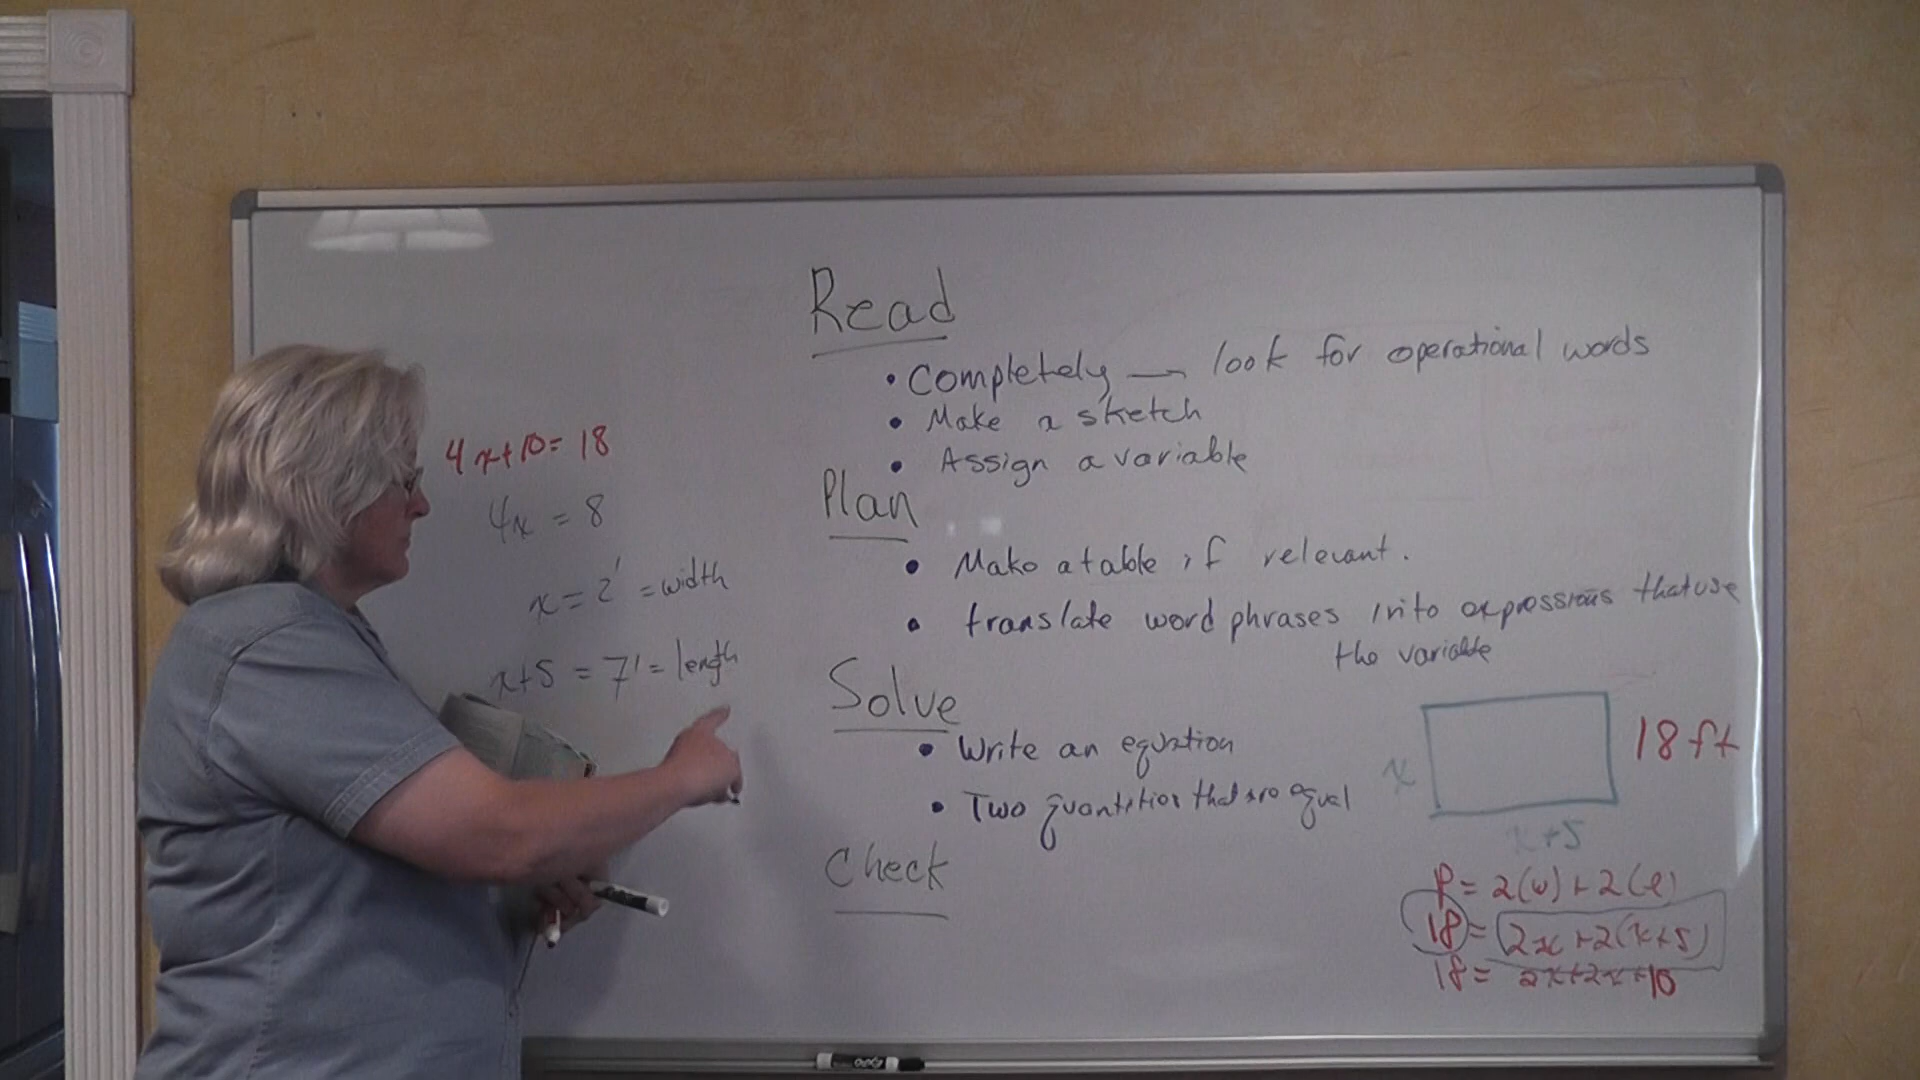 Read
• Completely — look for operational words
• Make a sketch
• Assign a variable
Plan
• Make a table if relevant.
• translate word phrases into expressions that use
the variable
Solve
• Write an equation
• Two quantities that are equal
Check
4x+10=18
4x = 8
x=2' = width
x+5 = 7' = length
x
18 ft
x+5
P= 2(w)+2(l)
18= 2x+2(x+5)
18= 2x+2x+10
EXPO